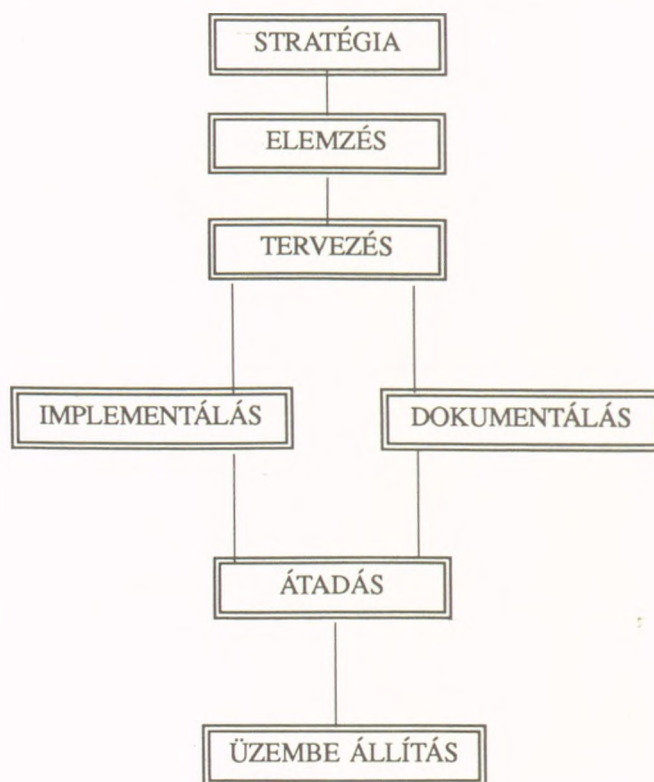 STRATÉGIA
ELEMZÉS
TERVEZÉS
IMPLEMENTÁLÁS DOKUMENTÁLÁS
ÁTADÁS
ÜZEMBE ÁLLÍTÁS